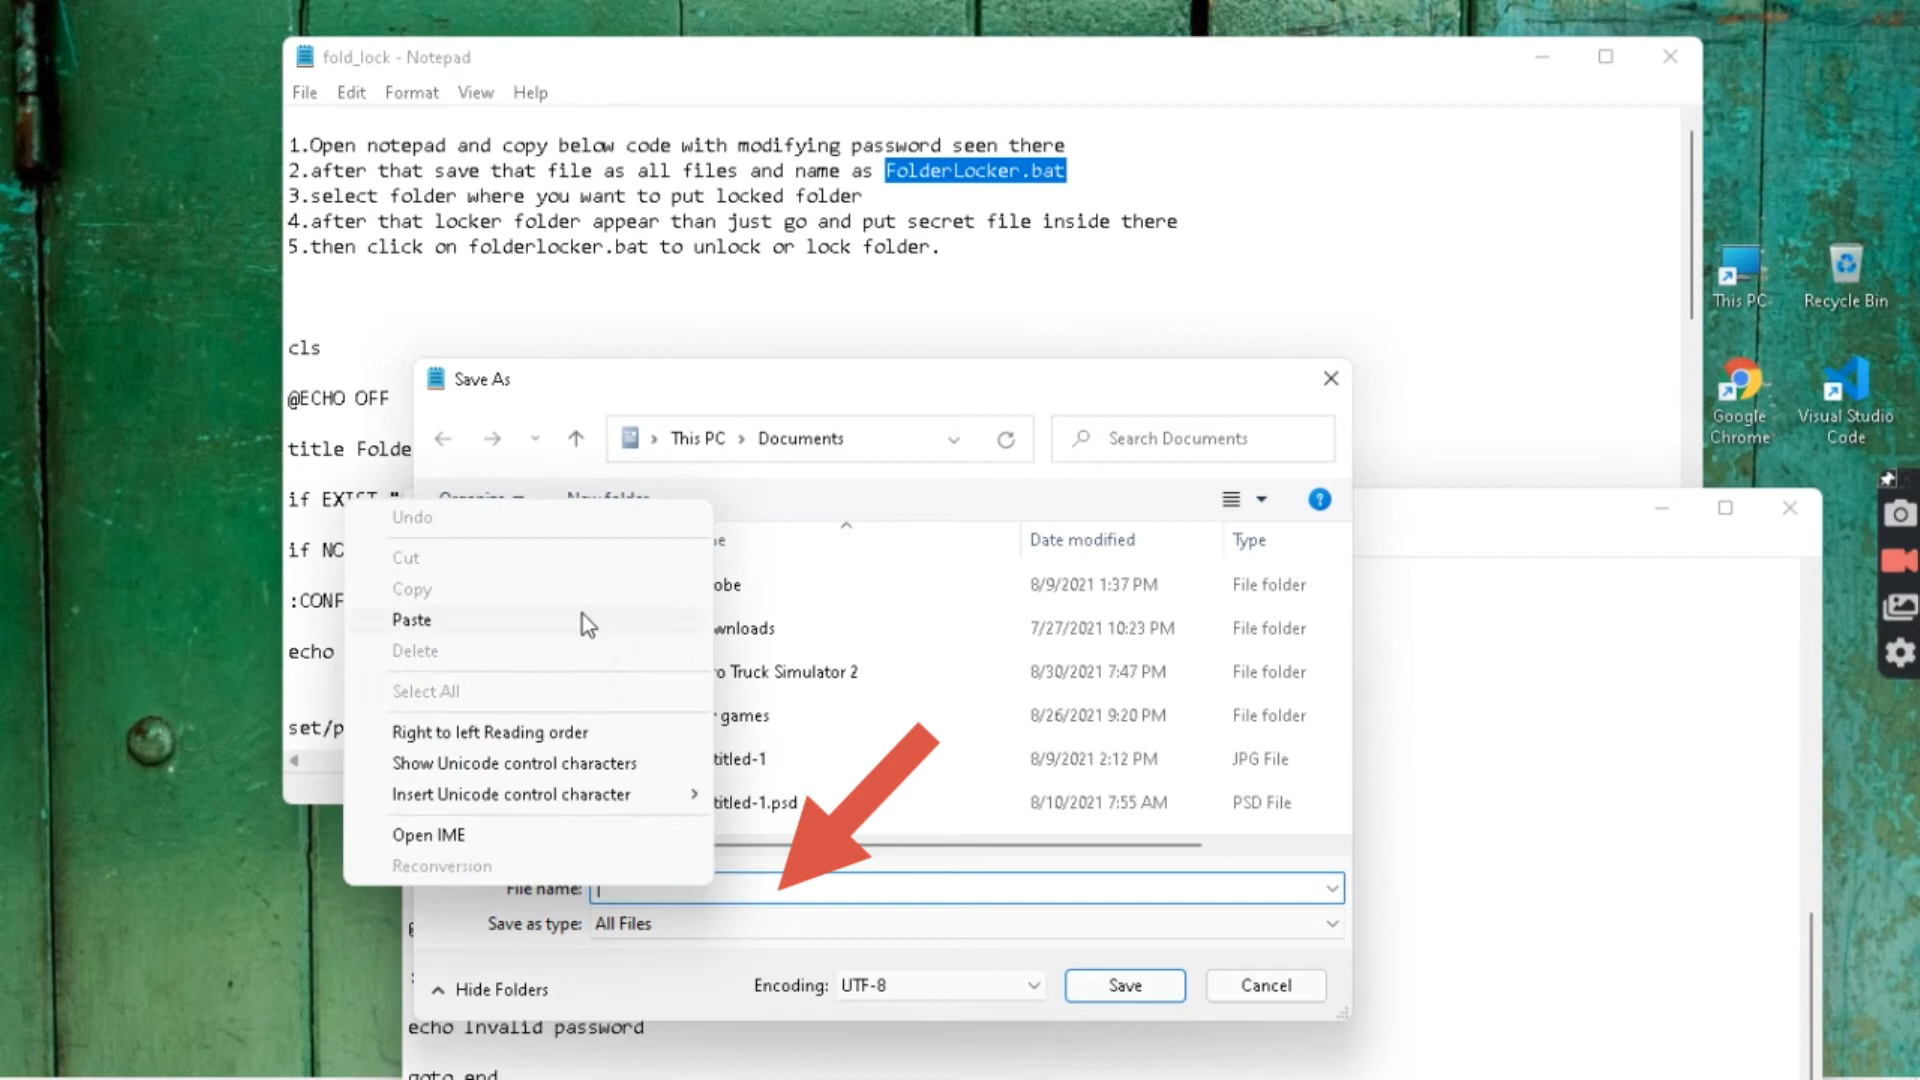 fold_lock - Notepad
File Edit Format View Help
1.Open notepad and copy below code with modifying password seen there
2.after that save that file as all files and name as FolderLocker.bat
3.select folder where you want to put locked folder
4.after that locker folder appear than just go and put secret file inside there
5.then click on folderlocker.bat to unlock or lock folder.
cls
@ECHO OFF
title Folde
if EXIST "
if NO
:CONF
echo
set/p
This PC
Recycle Bin
Google Chrome
Visual Studio Code
Save As
This PC > Documents
Search Documents
Organize New folder
Date modified Type
obe 8/9/2021 1:37 PM File folder
wnloads 7/27/2021 10:23 PM File folder
ro Truck Simulator 2 8/30/2021 7:47 PM File folder
games 8/26/2021 9:20 PM File folder
titled-1 8/9/2021 2:12 PM JPG File
titled-1.psd 8/10/2021 7:55 AM PSD File
Undo
Cut
Copy
Paste
Delete
Select All
Right to left Reading order
Show Unicode control characters
Insert Unicode control character
Open IME
Reconversion
File name:
Save as type: All Files
Hide Folders
Encoding: UTF-8
Save
Cancel
echo Invalid password
goto end